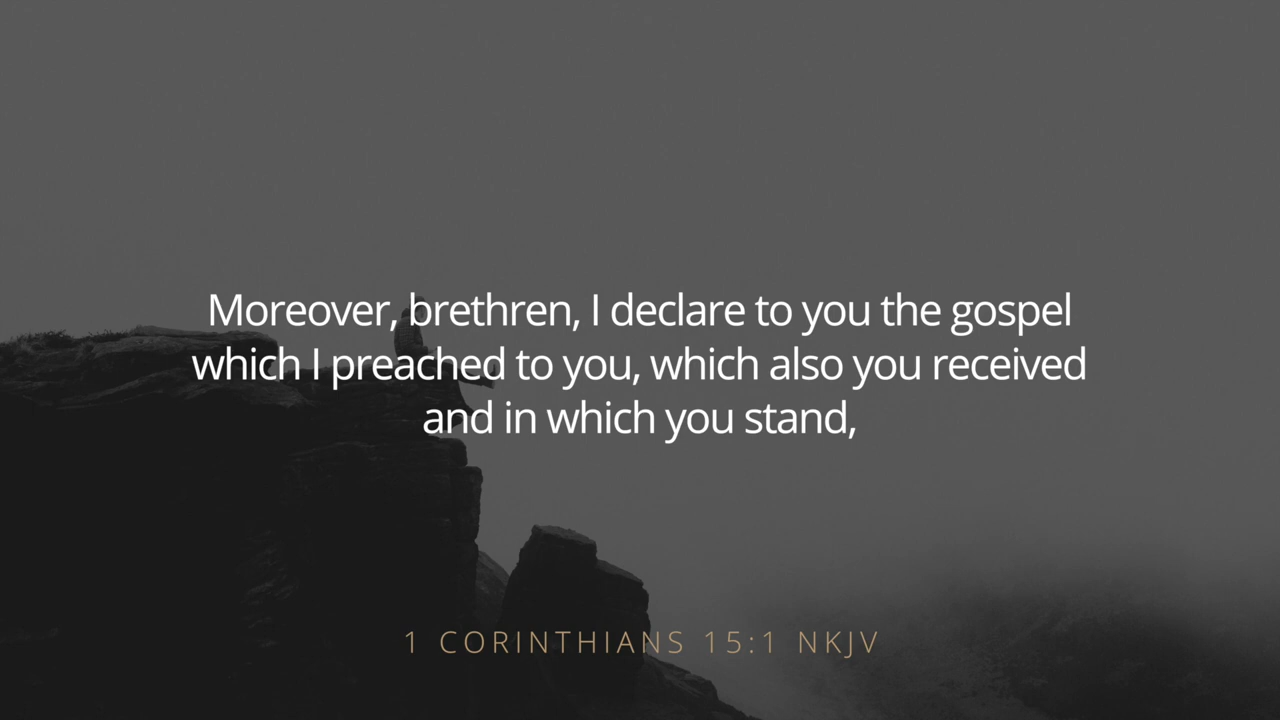 Moreover, brethren, I declare to you the gospel
which I preached to you, which also you received
and in which you stand,
1 CORINTHIANS 15:1 NKJV